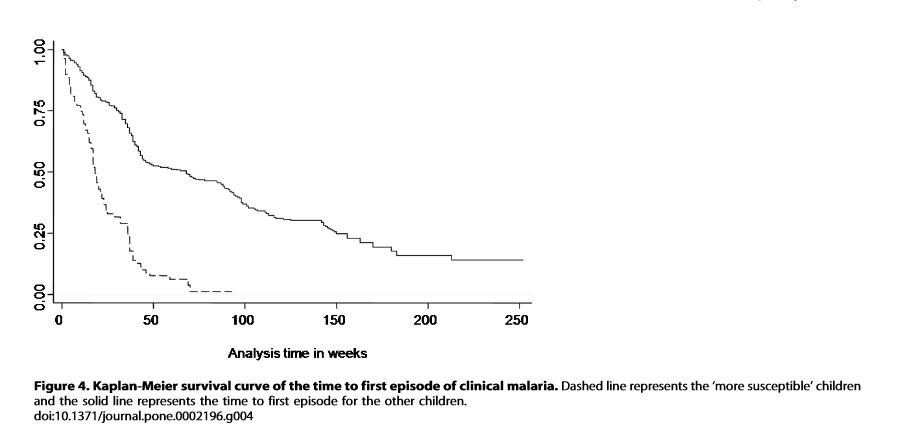 1.00
0.75
0.50
0.25
0.00
0 50 100 150 200 250
Analysis time in weeks
Figure 4. Kaplan-Meier survival curve of the time to first episode of clinical malaria. Dashed line represents the 'more susceptible' children
and the solid line represents the time to first episode for the other children.
doi:10.1371/journal.pone.0002196.g004